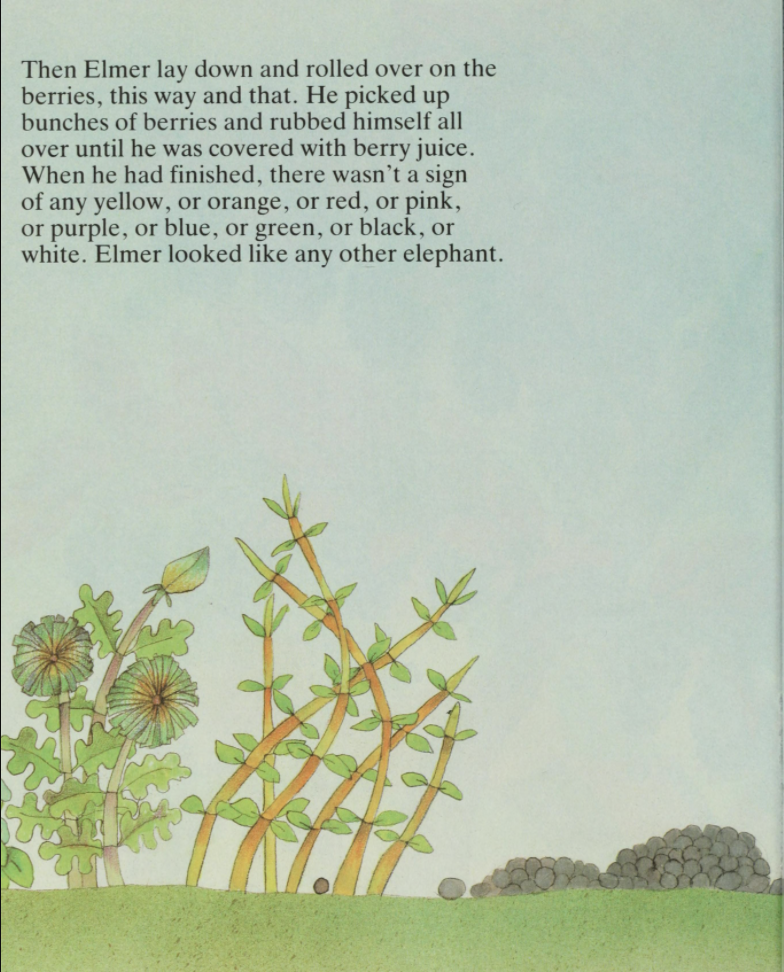 Then Elmer lay down and rolled over on the
berries, this way and that. He picked up
bunches of berries and rubbed himself all
over until he was covered with berry juice.
When he had finished, there wasn't a sign
of any yellow, or orange, or red, or pink,
or purple, or blue, or green, or black, or
white. Elmer looked like any other elephant.